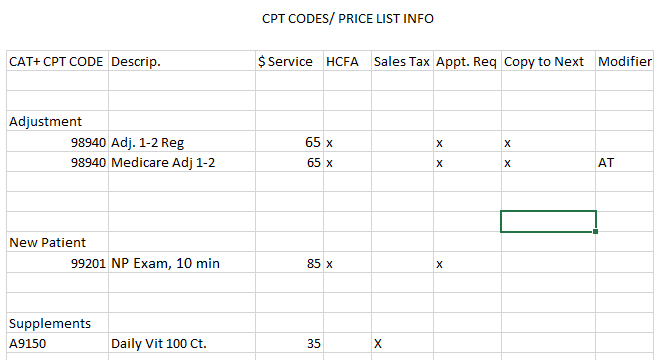 CPT CODES/ PRICE LIST INFO
CAT+ CPT CODE Descrip. $ Service HCFA Sales Tax Appt. Req Copy to Next Modifier
Adjustment
98940 Adj. 1-2 Reg 65 x x x
98940 Medicare Adj 1-2 65 x x x AT
New Patient
99201 NP Exam, 10 min 85 x x
Supplements
A9150 Daily Vit 100 Ct. 35 X